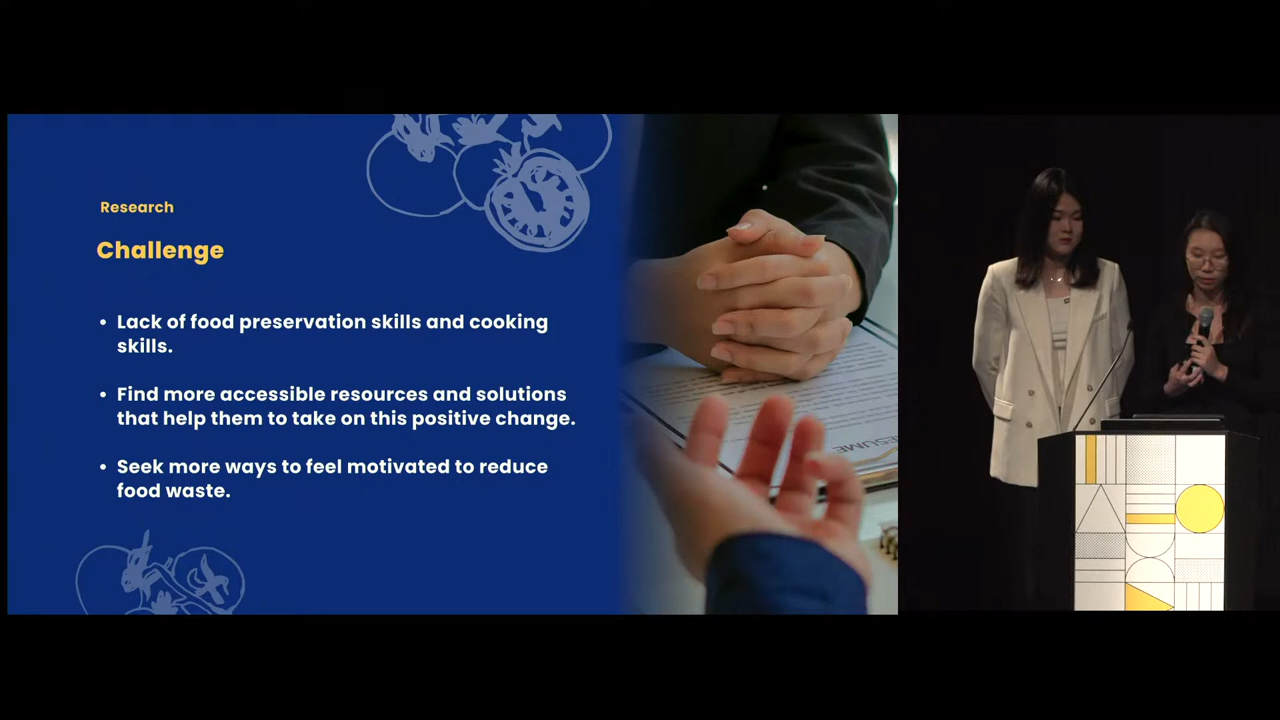 Research
Challenge
• Lack of food preservation skills and cooking
skills.
• Find more accessible resources and solutions
that help them to take on this positive change.
• Seek more ways to feel motivated to reduce
food waste.
RESUME